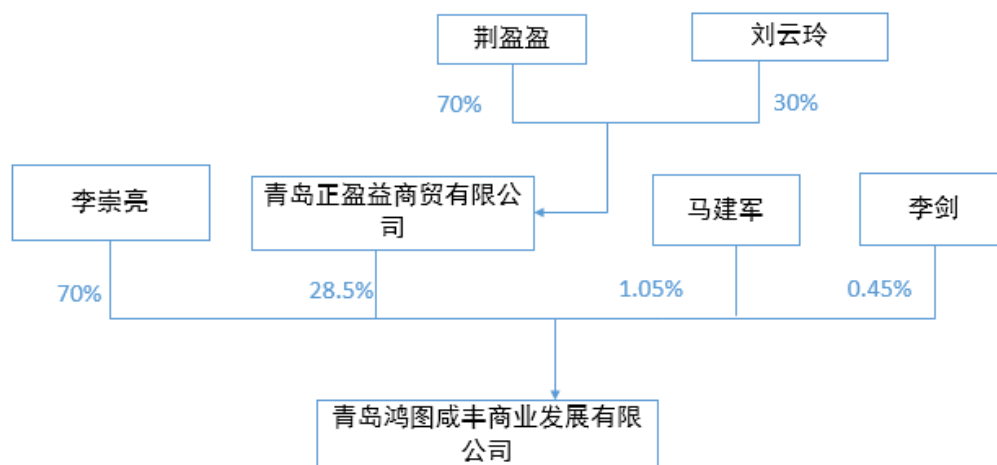 荆盈盈
刘云玲
70%
30%
李崇亮
青岛正盈益商贸有限公
司
马建军
李剑
70%
28.5%
1.05%
0.45%
青岛鸿图咸丰商业发展有限
公司